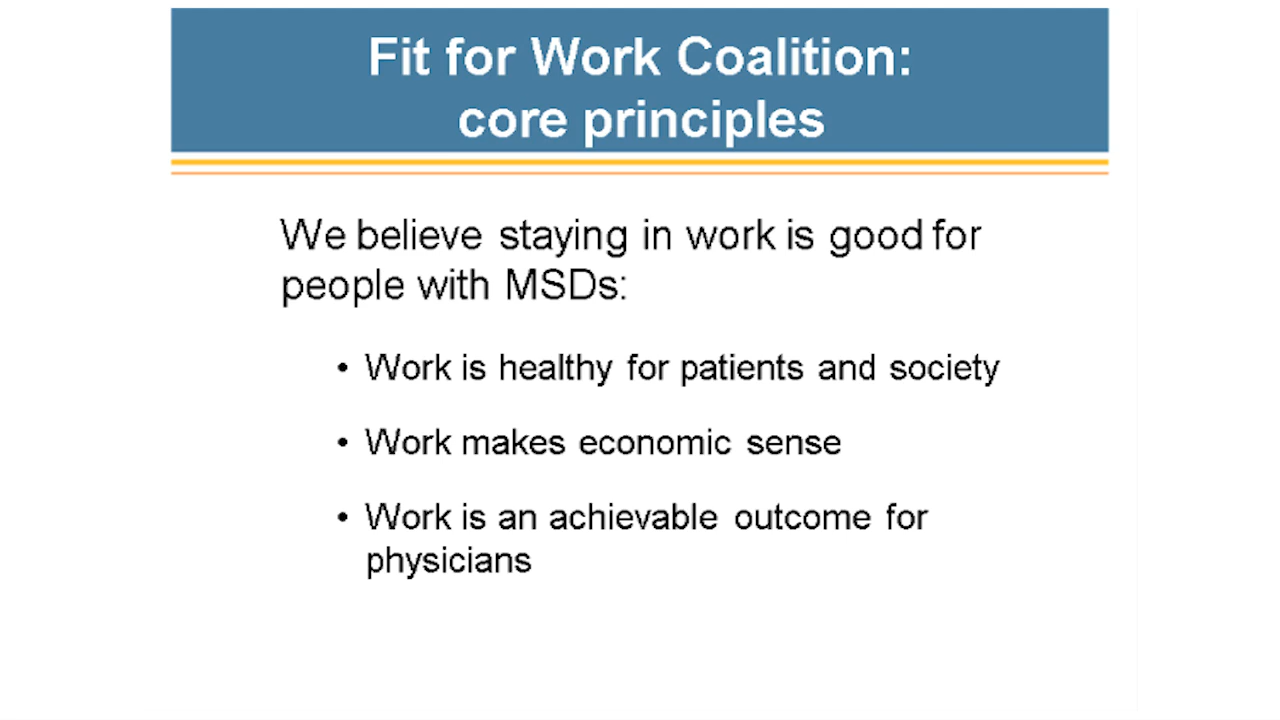 Fit for Work Coalition:
core principles
We believe staying in work is good for
people with MSDs:
• Work is healthy for patients and society
• Work makes economic sense
• Work is an achievable outcome for
physicians